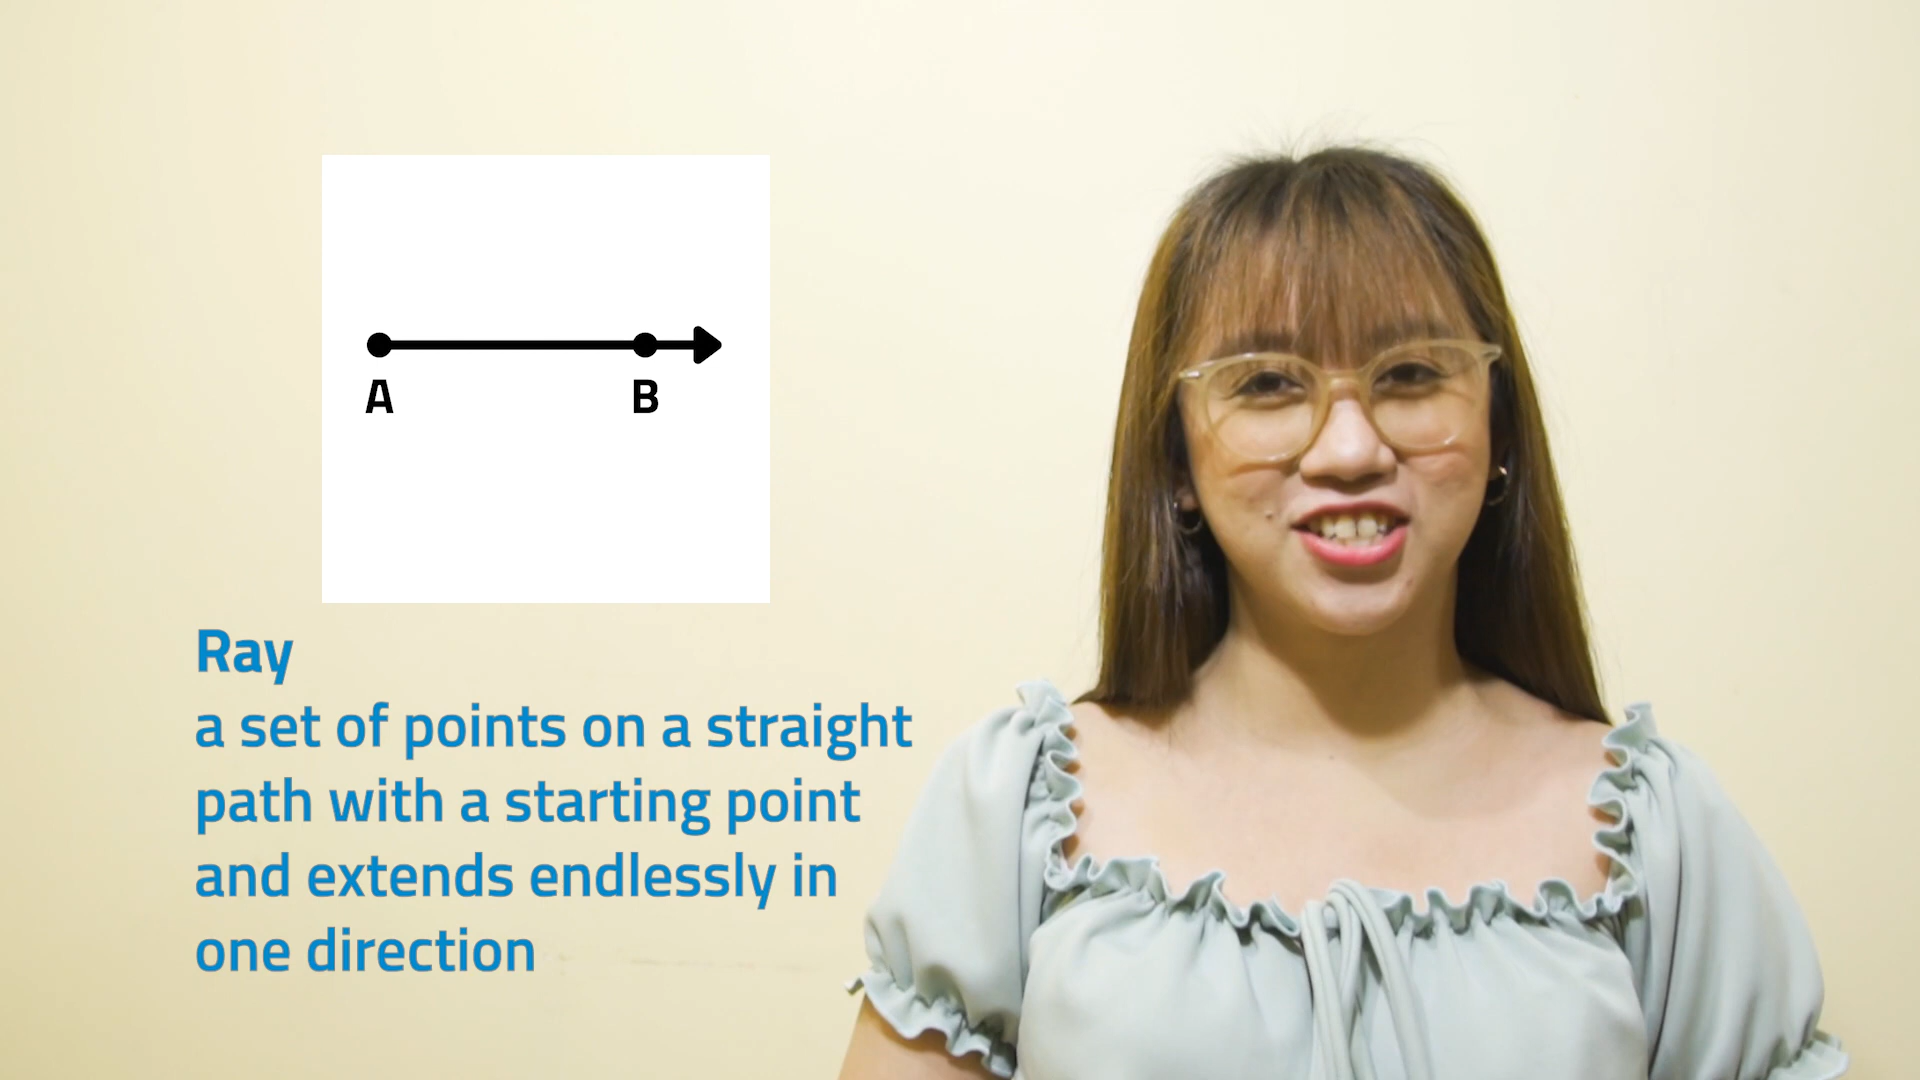 A B
Ray
a set of points on a straight
path with a starting point
and extends endlessly in
one direction